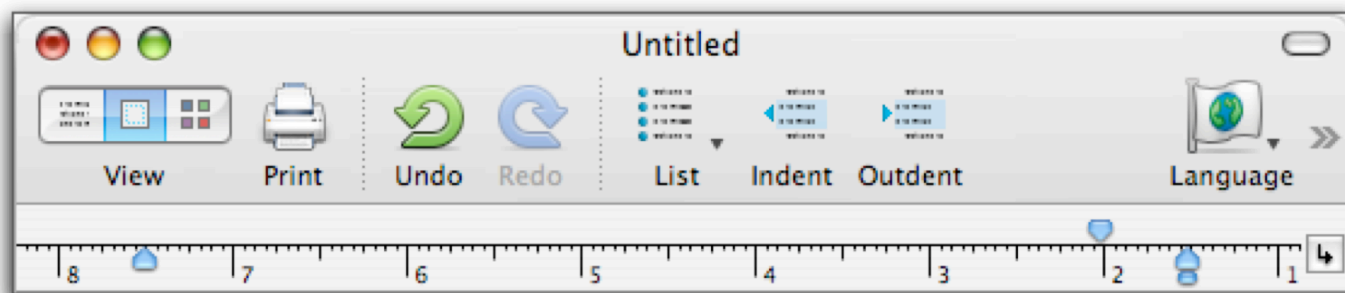 Untitled
View Print Undo Redo List Indent Outdent Language
8 7 6 5 4 3 2 1